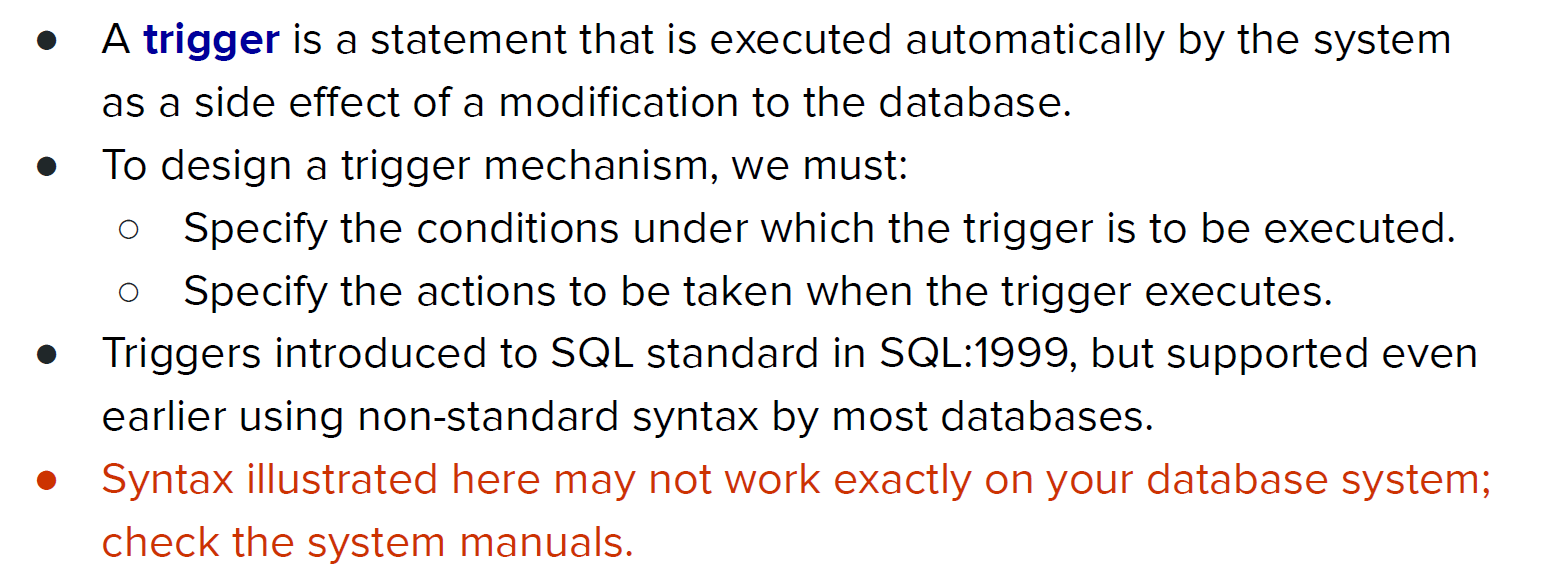 ● A trigger is a statement that is executed automatically by the system
as a side effect of a modification to the database.
● To design a trigger mechanism, we must:
○ Specify the conditions under which the trigger is to be executed.
○ Specify the actions to be taken when the trigger executes.
● Triggers introduced to SQL standard in SQL:1999, but supported even
earlier using non-standard syntax by most databases.
● Syntax illustrated here may not work exactly on your database system;
check the system manuals.